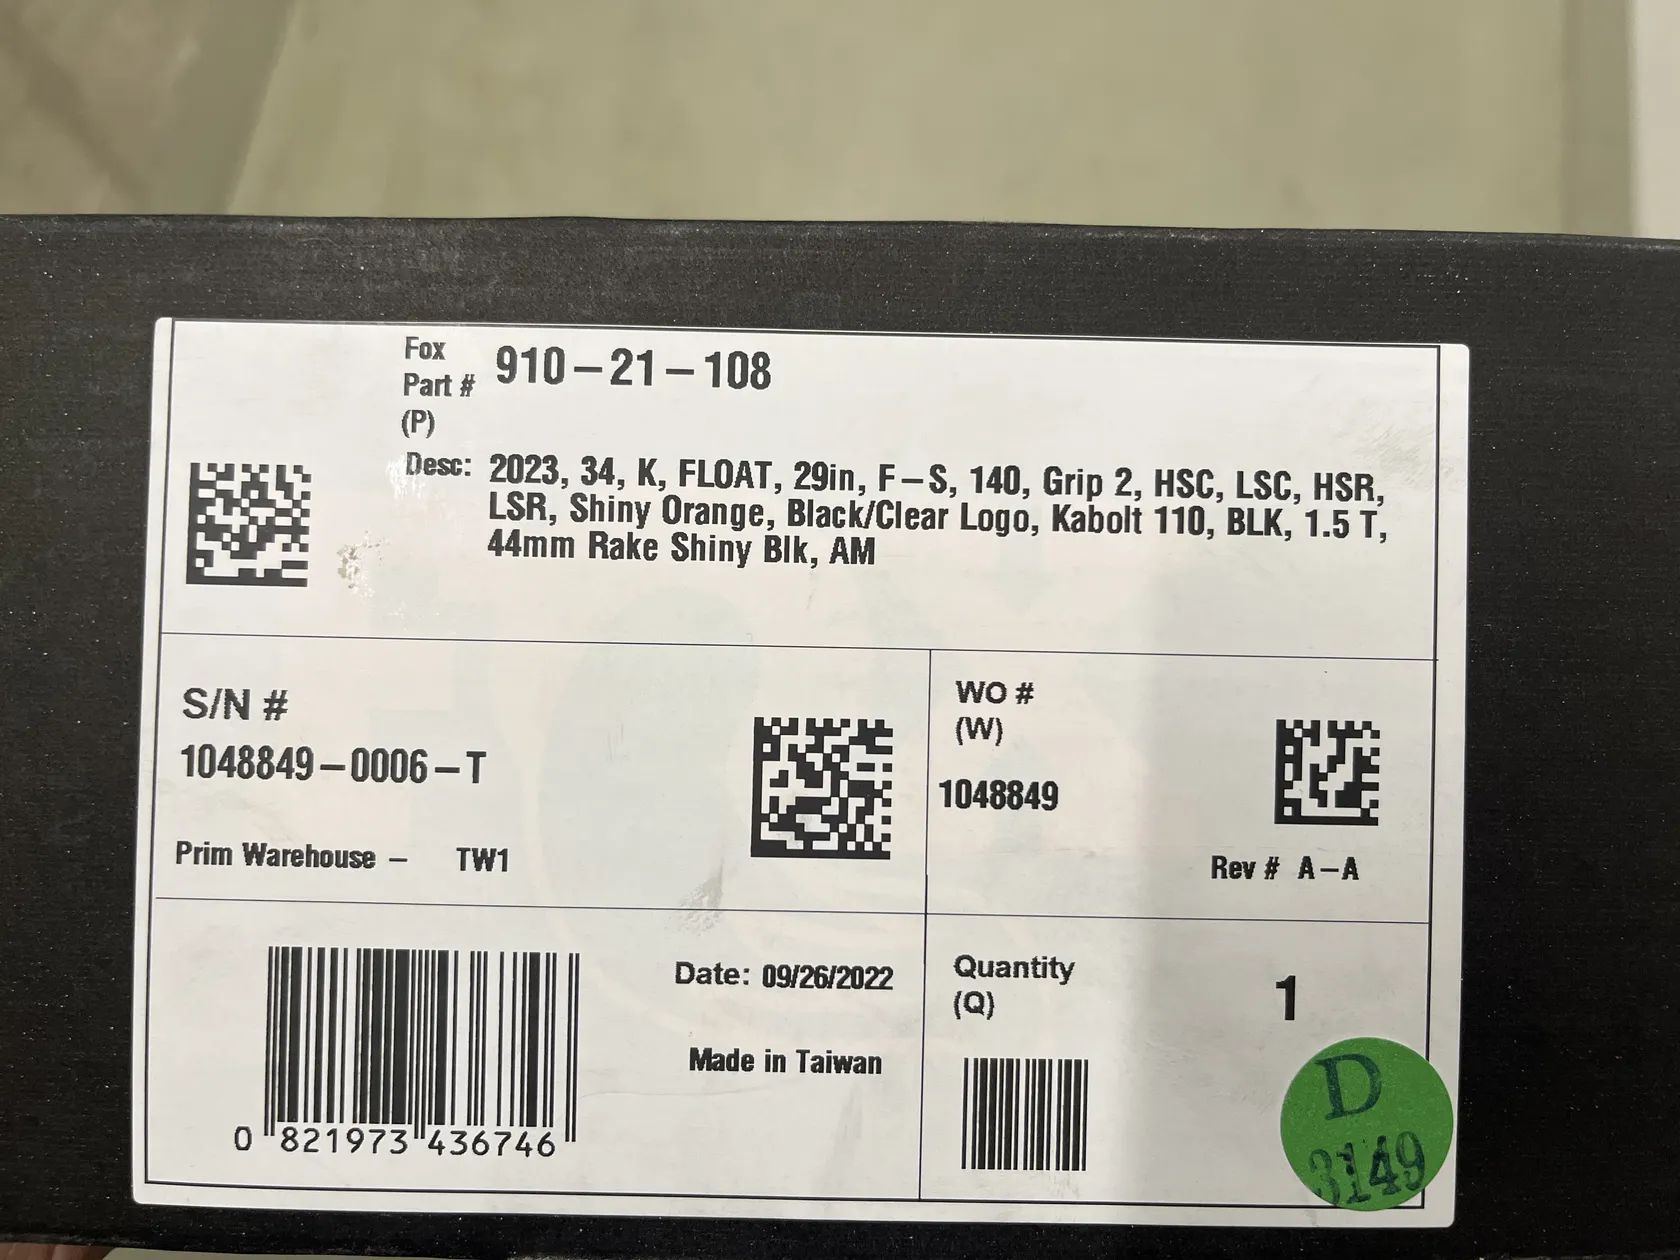 Fox
Part #
(P)
910-21-108
Desc: 2023, 34, K, FLOAT, 29in, F-S, 140, Grip 2, HSC, LSC, HSR,
LSR, Shiny Orange, Black/Clear Logo, Kabolt 110, BLK, 1.5 T,
44mm Rake Shiny Blk, AM
S/N #
1048849-0006-T
Prim Warehouse - TW1
WO #
(W)
1048849
Rev # A-A
0 821973 436746
Date: 09/26/2022
Made in Taiwan
Quantity
(Q)
1
D
3149